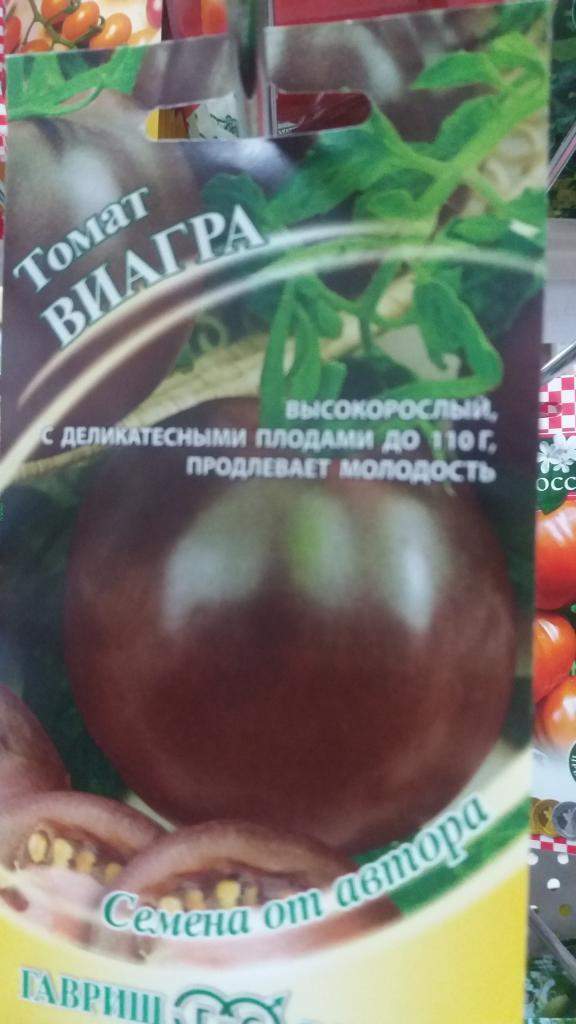 Томат
ВИАГРА
ВЫСОКОРОСЛЫЙ,
С ДЕЛИКАТЕСНЫМИ ПЛОДАМИ ДО 110 Г,
ПРОДЛЕВАЕТ МОЛОДОСТЬ
Семена от автора
ГАВРИШ